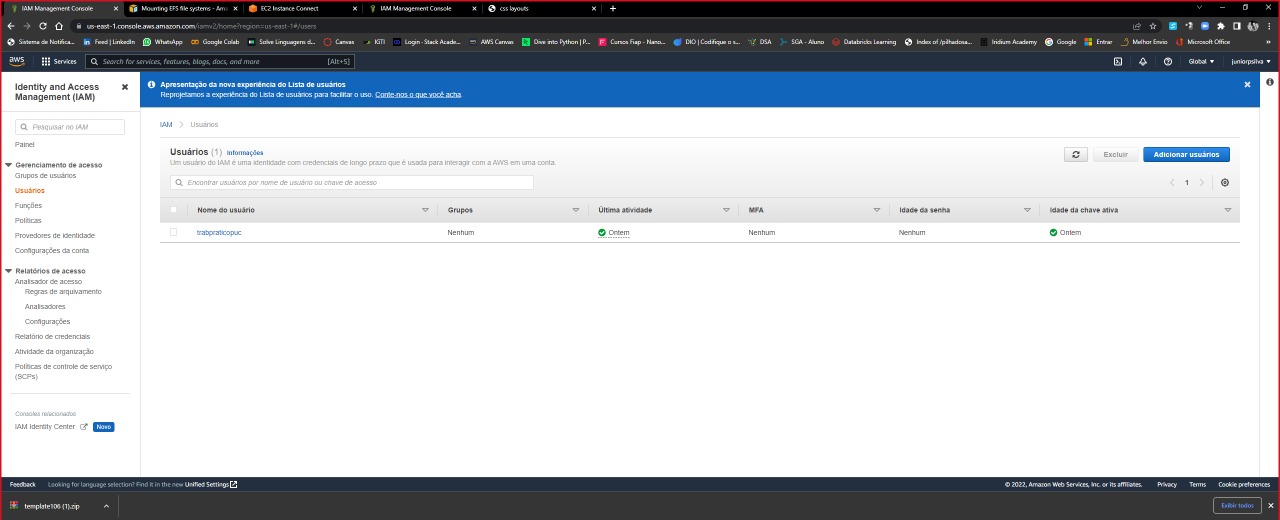 IAM Management Console
Mounting EFS file systems - Ama
EC2 Instance Connect
IAM Management Console
css layouts
us-east-1.console.aws.amazon.com/iamv2/home?region=us-east-1#/users
Sistema de Notifica...
Feed | LinkedIn
WhatsApp
Google Colab
Solve Linguagens d...
Canvas
IGTI
Login · Stack Acade...
AWS Canvas
Dive into Python | P...
Cursos Fiap - Nano...
DIO | Codifique o s...
DSA
SGA - Aluno
Databricks Learning
Index of /pilhadosa...
Iridium Academy
Google
Entrar
Melhor Envio
Microsoft Office
»
aws
Services
Search for services, features, blogs, docs, and more
[Alt+S]
Global
juniorpsilva
Identity and Access
Management (IAM)
Pesquisar no IAM
Painel
Gerenciamento de acesso
Grupos de usuários
Usuários
Funções
Políticas
Provedores de identidade
Configurações da conta
Relatórios de acesso
Analisador de acesso
Regras de arquivamento
Analisadores
Configurações
Relatório de credenciais
Atividade da organização
Políticas de controle de serviço
(SCPs)
Consoles relacionados
IAM Identity Center
Novo
Apresentação da nova experiência do Lista de usuários
Reprojetamos a experiência do Lista de usuários para facilitar o uso. Conte-nos o que você acha.
IAM
Usuários
Usuários (1) Informações
Um usuário do IAM é uma identidade com credenciais de longo prazo que é usada para interagir com a AWS em uma conta.
Excluir
Adicionar usuários
Encontrar usuários por nome de usuário ou chave de acesso
1
Nome do usuário
Grupos
Última atividade
MFA
Idade da senha
Idade da chave ativa
trabpraticopuc
Nenhum
Ontem
Nenhum
Nenhum
Ontem
Feedback
Looking for language selection? Find it in the new Unified Settings
© 2022, Amazon Web Services, Inc. or its affiliates.
Privacy
Terms
Cookie preferences
template106 (1).zip
Exibir todos